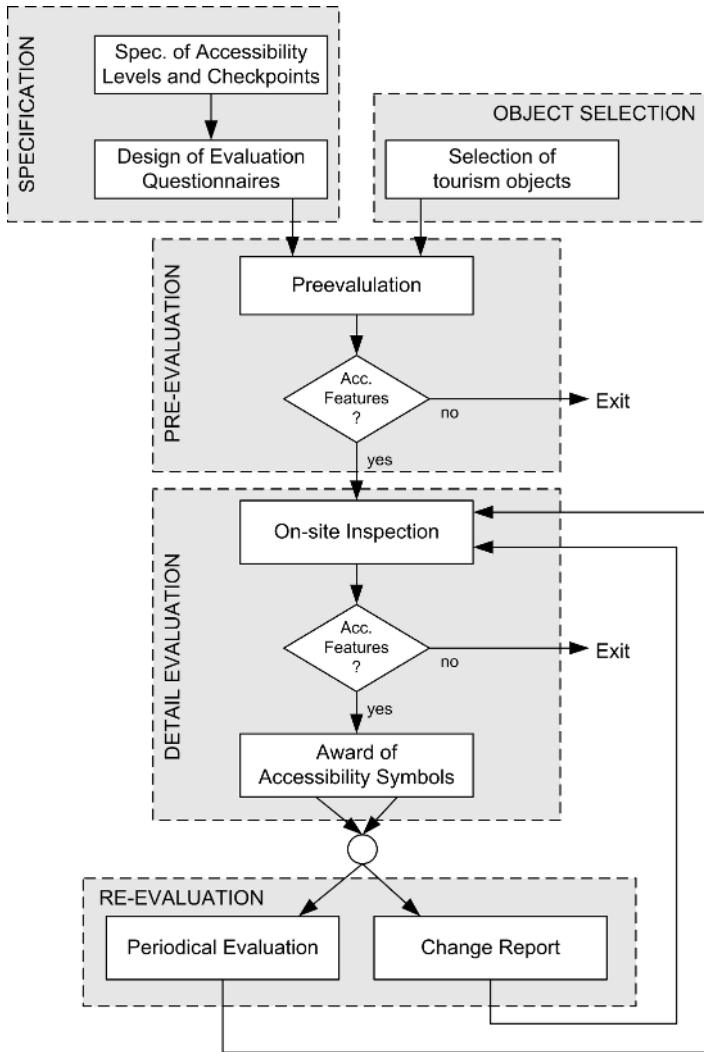 SPECIFICATION
Spec. of Accessibility
Levels and Checkpoints
Design of Evaluation
Questionnaires
OBJECT SELECTION
Selection of
tourism objects
PRE-EVALUATION
Preevalulation
Acc.
Features
?
no
Exit
yes
DETAIL EVALUATION
On-site Inspection
Acc.
Features
?
no
Exit
yes
Award of
Accessibility Symbols
RE-EVALUATION
Periodical Evaluation
Change Report